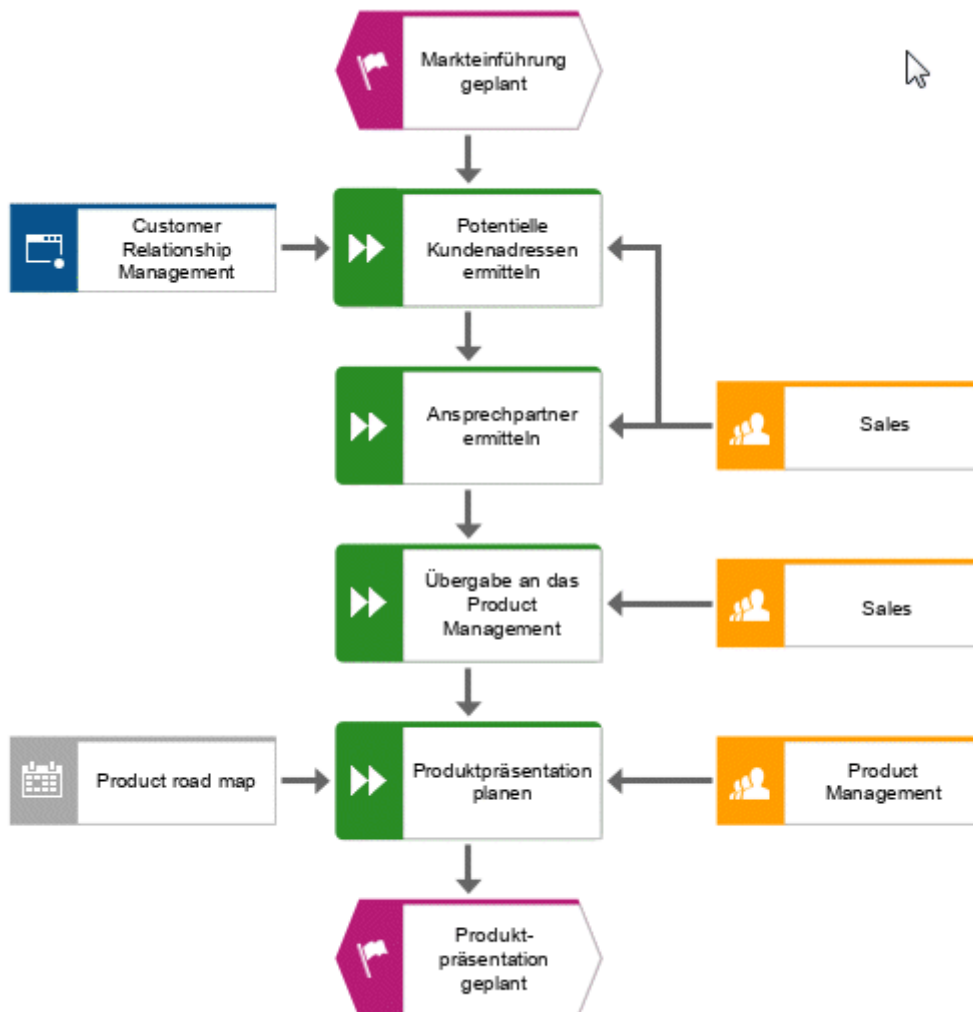 Markteinführung
geplant
Customer
Relationship
Management
Potentielle
Kundenadressen
ermitteln
Ansprechpartner
ermitteln
Sales
Übergabe an das
Product
Management
Sales
Product road map
Produktpräsentation
planen
Product
Management
Produkt-
präsentation
geplant